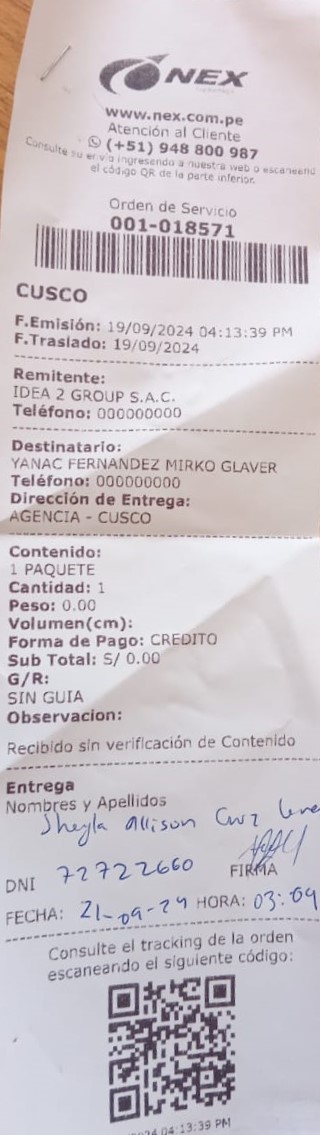 NEX
www.nex.com.pe
Atención al Cliente
(+51) 948 800 987
Consulte su envío ingresando a nuestra web o escaneand
el código QR de la parte inferior.
Orden de Servicio
001-018571
CUSCO
F.Emisión: 19/09/2024 04:13:39 PM
F.Traslado: 19/09/2024
Remitente:
IDEA 2 GROUP S.A.C.
Teléfono: 000000000
Destinatario:
YANAC FERNANDEZ MIRKO GLAVER
Teléfono: 000000000
Dirección de Entrega:
AGENCIA - CUSCO
Contenido:
1 PAQUETE
Cantidad: 1
Peso: 0.00
Volumen(cm):
Forma de Pago: CREDITO
Sub Total: S/ 0.00
G/R:
SIN GUIA
Observacion:
Recibido sin verificación de Contenido
Entrega
Nombres y Apellidos
Sheyla Allison Cruz
DNI 72722660 FIRMA
FECHA: 21-09-24 HORA: 03:09
Consulte el tracking de la orden
escaneando el siguiente código:
024 04:13:39 PM